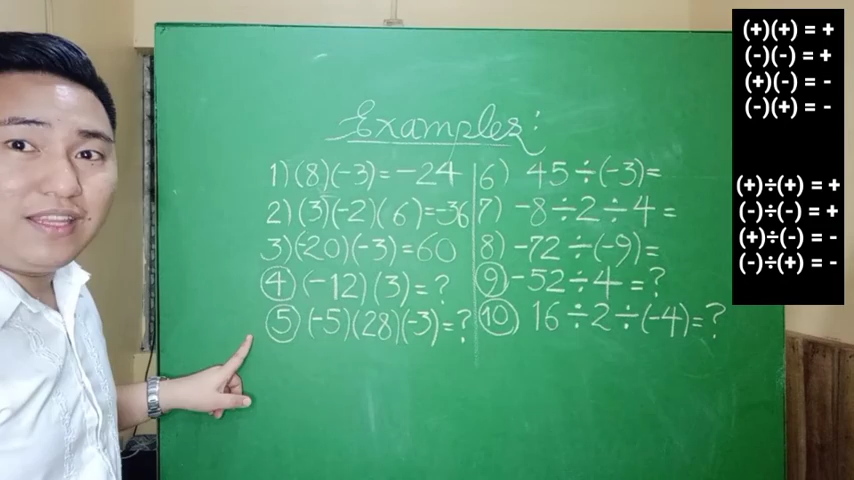 Examples:
1) (8)(-3)=-24
2) (3)(-2)(6)=-36
3) (-20)(-3)=60
4 (-12)(3)=?
5 (-5)(28)(-3)=?
6) 45÷(-3)=
7) -8÷2÷4=
8) -72÷(-9)=
9 -52÷4=?
10 16÷2÷(-4)=?
(+)(+) = +
(-)(-) = +
(+)(-) = -
(-)(+) = -
(+)÷(+) = +
(-)÷(-) = +
(+)÷(-) = -
(-)÷(+) = -